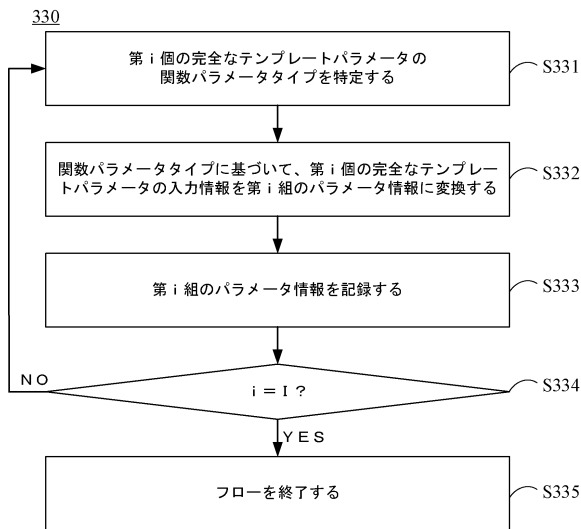 330
第ｉ個の完全なテンプレートパラメータの
関数パラメータタイプを特定する
S331
関数パラメータタイプに基づいて、第ｉ個の完全なテンプレー
トパラメータの入力情報を第ｉ組のパラメータ情報に変換する
S332
第ｉ組のパラメータ情報を記録する
S333
ＮＯ
ｉ＝Ｉ？
S334
ＹＥＳ
フローを終了する
S335